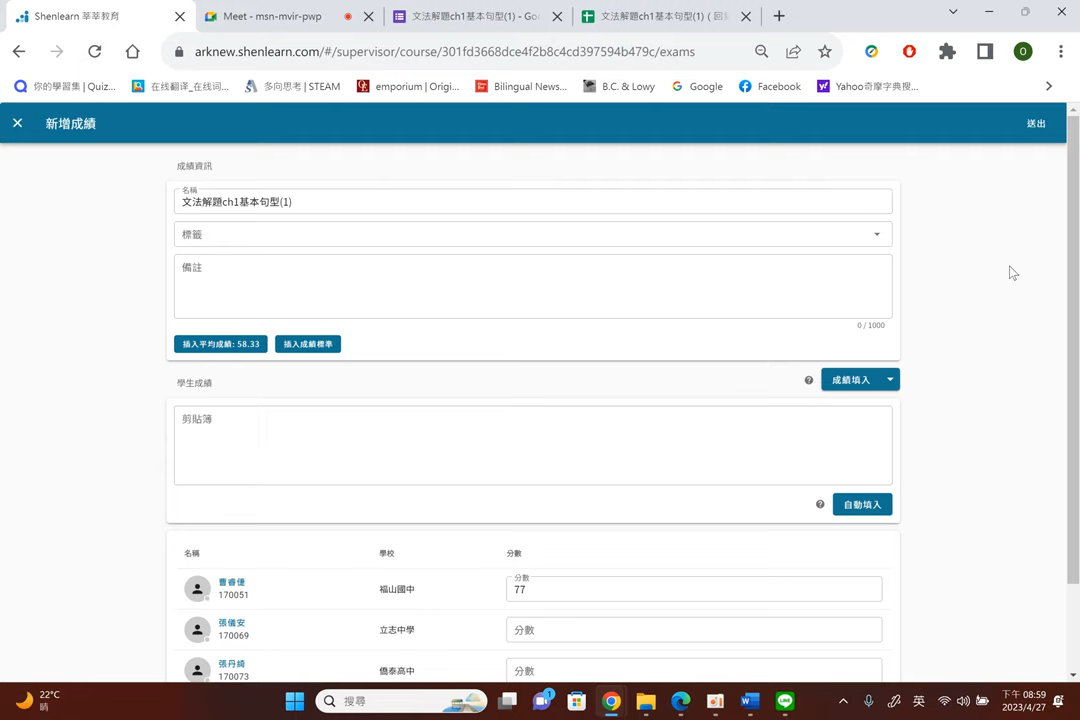 Shenlearn 莘莘教育
Meet - msn-mvir-pwp
文法解題ch1基本句型(1) - Go
文法解題ch1基本句型(1) ( 回
arknew.shenlearn.com/#/supervisor/course/301fd3668dce4f2b8c4cd397594b479c/exams
O
你的學習集 | Quiz...
在线翻译_在线词...
多向思考 | STEAM
emporium | Origi...
Bilingual News...
B.C. & Lowy
Google
Facebook
Yahoo奇摩字典搜...
新增成績
送出
成績資訊
名稱
文法解題ch1基本句型(1)
標籤
備註
0 / 1000
插入平均成績: 58.33
插入成績標準
學生成績
成績填入
剪貼簿
自動填入
名稱 學校 分數
曹睿倢
170051
福山國中
分數
77
張儀安
170069
立志中學
分數
張丹綺
170073
僑泰高中
分數
22°C
晴
搜尋
1
英
下午 08:59
2023/4/27